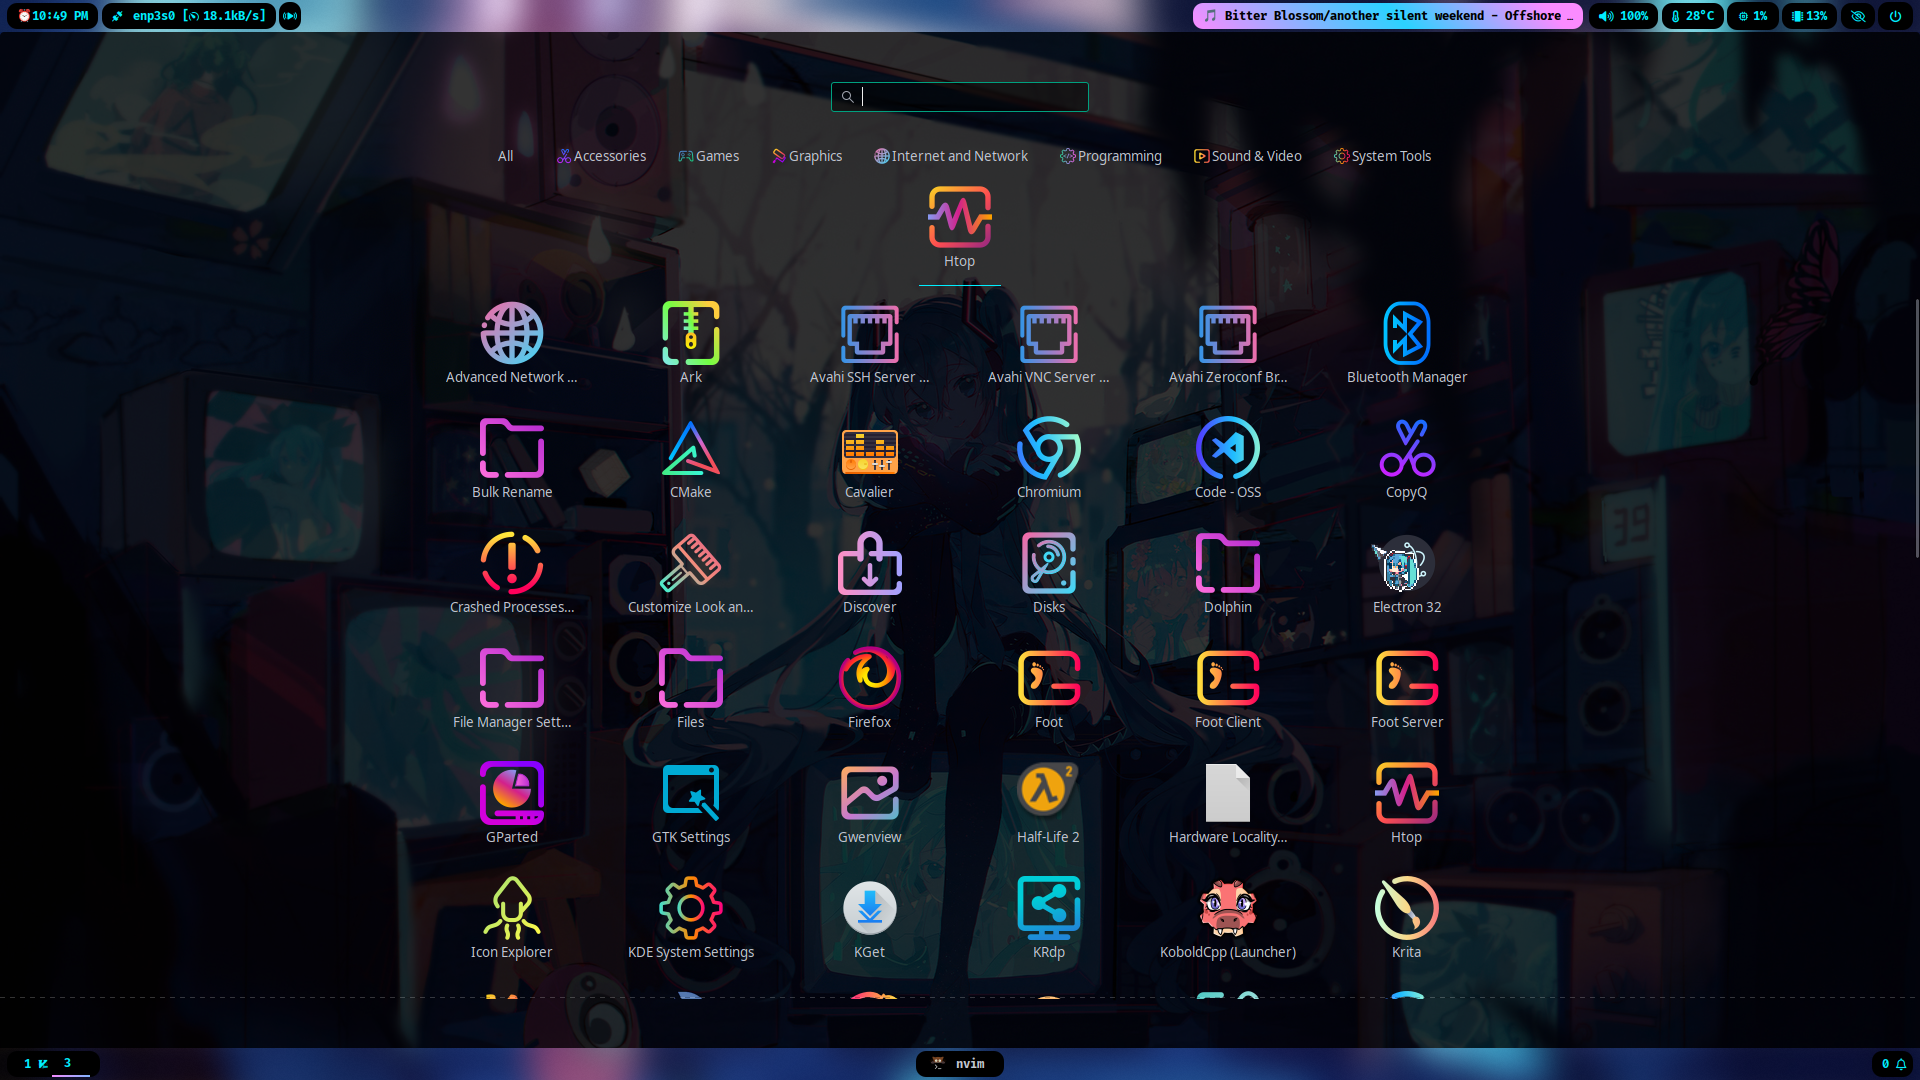 10:49 PM
enp3s0 [18.1kB/s]
Bitter Blossom/another silent weekend - Offshore …
100%
28°C
1%
13%
All
Accessories
Games
Graphics
Internet and Network
Programming
Sound & Video
System Tools
Htop
Advanced Network ...
Ark
Avahi SSH Server ...
Avahi VNC Server ...
Avahi Zeroconf Br...
Bluetooth Manager
Bulk Rename
CMake
Cavalier
Chromium
Code - OSS
CopyQ
Crashed Processes...
Customize Look an...
Discover
Disks
Dolphin
Electron 32
File Manager Sett...
Files
Firefox
Foot
Foot Client
Foot Server
GParted
GTK Settings
Gwenview
Half-Life 2
Hardware Locality...
Htop
Icon Explorer
KDE System Settings
KGet
KRdp
KoboldCpp (Launcher)
Krita
39
2
1
3
nvim
0